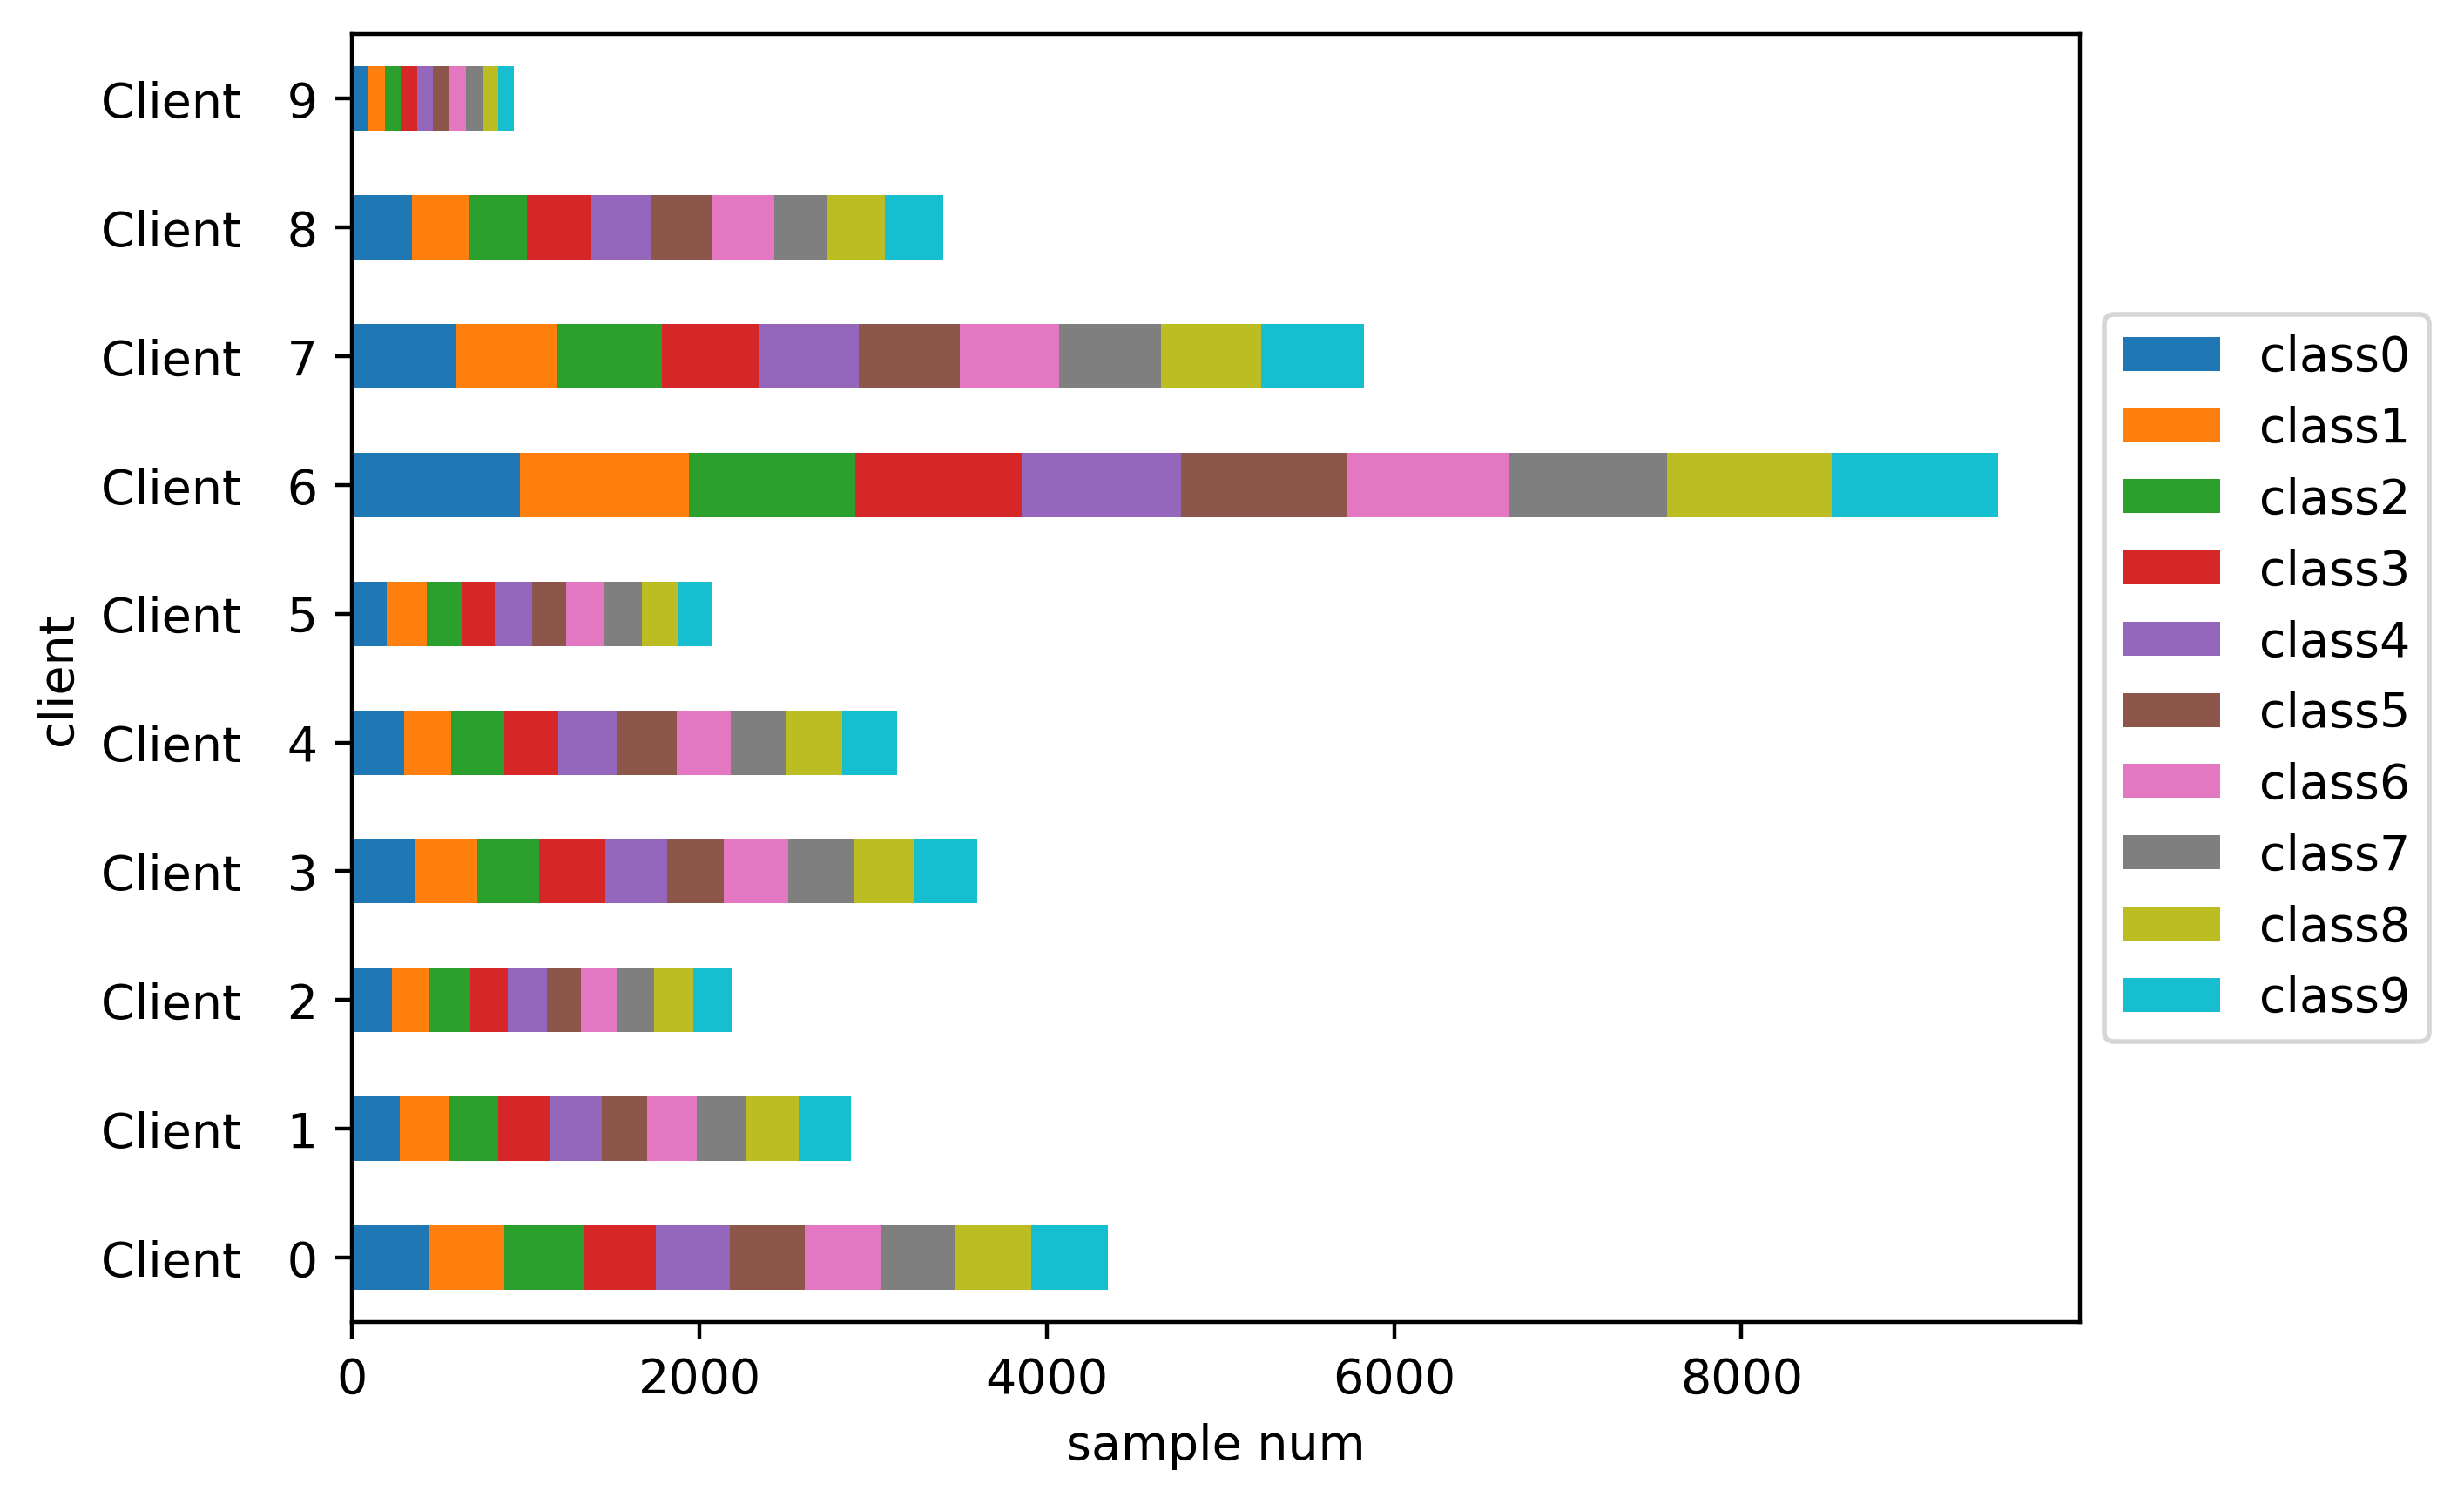 Client 9
Client 8
Client 7
Client 6
Client 5
Client 4
Client 3
Client 2
Client 1
Client 0
client
0 2000 4000 6000 8000
sample num
class0
class1
class2
class3
class4
class5
class6
class7
class8
class9